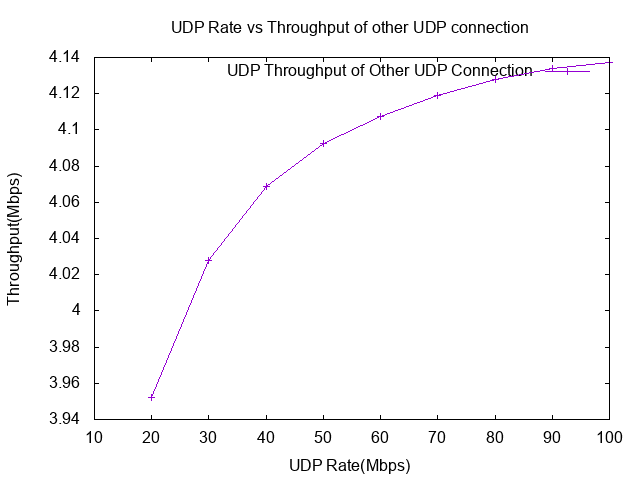 UDP Rate vs Throughput of other UDP connection
4.14
UDP Throughput of Other UDP Connection
4.12
4.1
4.08
4.06
4.04
4.02
4
3.98
3.96
3.94
Throughput(Mbps)
10 20 30 40 50 60 70 80 90 100
UDP Rate(Mbps)